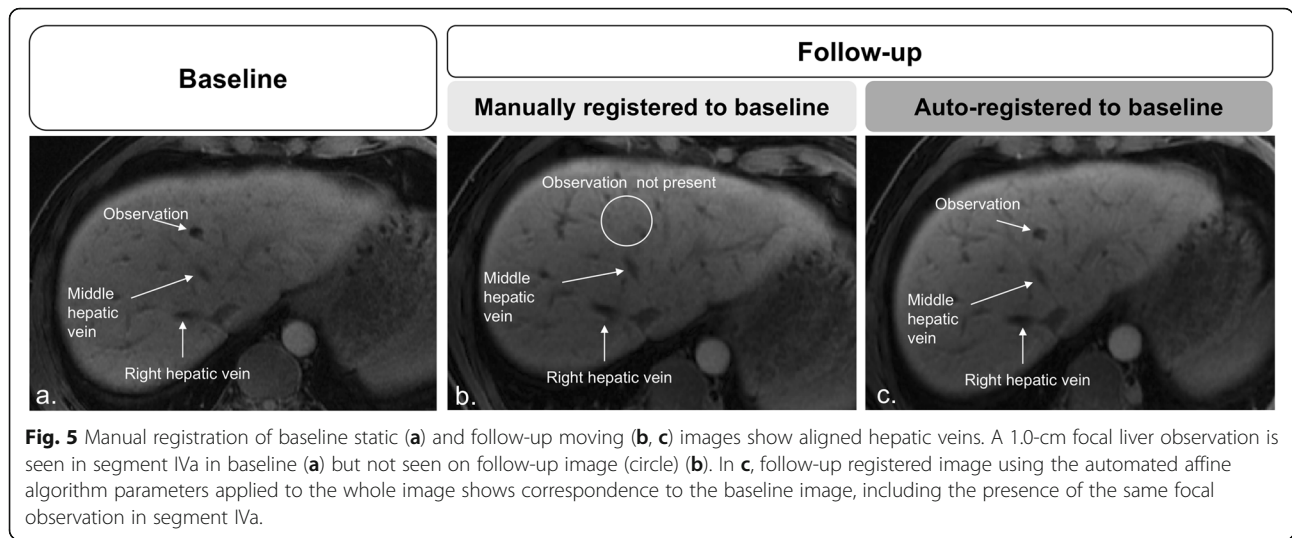 Baseline
Follow-up
Manually registered to baseline
Auto-registered to baseline
Observation
Middle
hepatic
vein
Right hepatic vein
a.
Observation not present
Middle
hepatic
vein
Right hepatic vein
b.
Observation
Middle
hepatic
vein
Right hepatic vein
c.
Fig. 5 Manual registration of baseline static (a) and follow-up moving (b, c) images show aligned hepatic veins. A 1.0-cm focal liver observation is
seen in segment IVa in baseline (a) but not seen on follow-up image (circle) (b). In c, follow-up registered image using the automated affine
algorithm parameters applied to the whole image shows correspondence to the baseline image, including the presence of the same focal
observation in segment IVa.